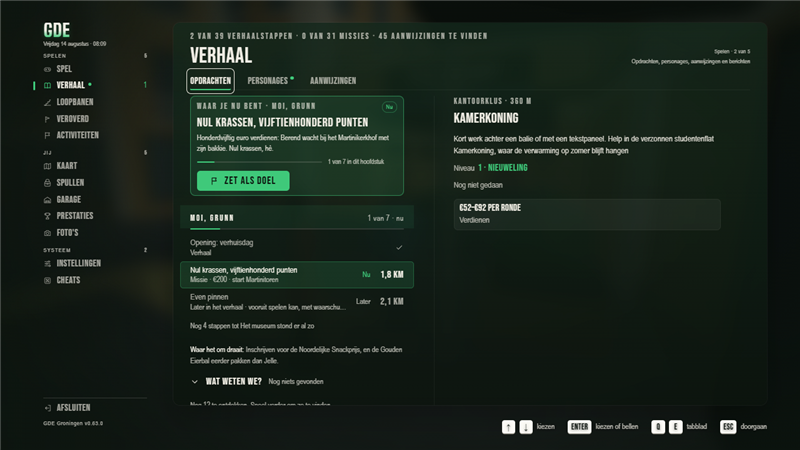 GDE
Vrijdag 14 augustus · 08:09
SPELEN
SPEL
VERHAAL 1
LOOPBANEN
VEROVERD
ACTIVITEITEN
JIJ
KAART
SPULLEN
GARAGE
PRESTATIES
FOTO'S
SYSTEEM 2
INSTELLINGEN
CHEATS
AFSLUITEN
GDE Groningen v0.63.0
2 VAN 39 VERHAALSTAPPEN · 0 VAN 31 MISSIES · 45 AANWIJZINGEN TE VINDEN
VERHAAL
Spelen · 2 van 5
Opdrachten, personages, aanwijzingen en berichten
OPDRACHTEN PERSONAGES AANWIJZINGEN
WAAR JE NU BENT · MOI, GRUNN Nu
NUL KRASSEN, VIJFTIENHONDERD PUNTEN
Honderdvijftig euro verdienen: Berend wacht bij het Martinikerkhof met
zijn bakkie. Nul krassen, hè.
1 van 7 in dit hoofdstuk
ZET ALS DOEL
MOI, GRUNN 1 van 7 · nu
Opening: verhuisdag
Verhaal
Nul krassen, vijftienhonderd punten
Missie · €200 · start Martinitoren
Nu 1,8 KM
Even pinnen
Later in het verhaal · vooruit spelen kan, met waarschu...
Later 2,1 KM
Nog 4 stappen tot Het museum stond er al zo
Waar het om draait: Inschrijven voor de Noordelijke Snackprijs, en de Gouden
Eierbal eerder pakken dan Jelle.
WAT WETEN WE? Nog niets gevonden
KANTOORKLUS · 360 M
KAMERKONING
Kort werk achter een balie of met een tekstpaneel. Help in de verzonnen studentenflat
Kamerkoning, waar de verwarming op zomer blijft hangen
Niveau 1 · NIEUWELING
Nog niet gedaan
€52–€92 PER RONDE
Verdienen
↑ ↓ kiezen ENTER kiezen of bellen Q E tabblad ESC doorgaan